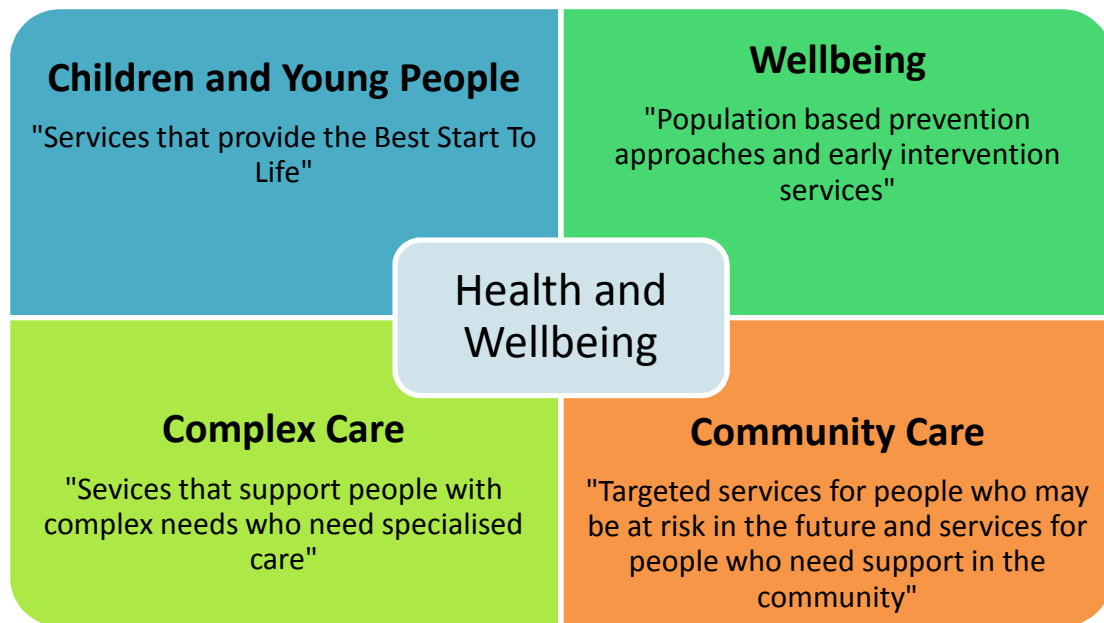 Children and Young People
"Services that provide the Best Start To
Life"
Wellbeing
"Population based prevention
approaches and early intervention
services"
Health and
Wellbeing
Complex Care
"Sevices that support people with
complex needs who need specialised
care"
Community Care
"Targeted services for people who may
be at risk in the future and services for
people who need support in the
community"